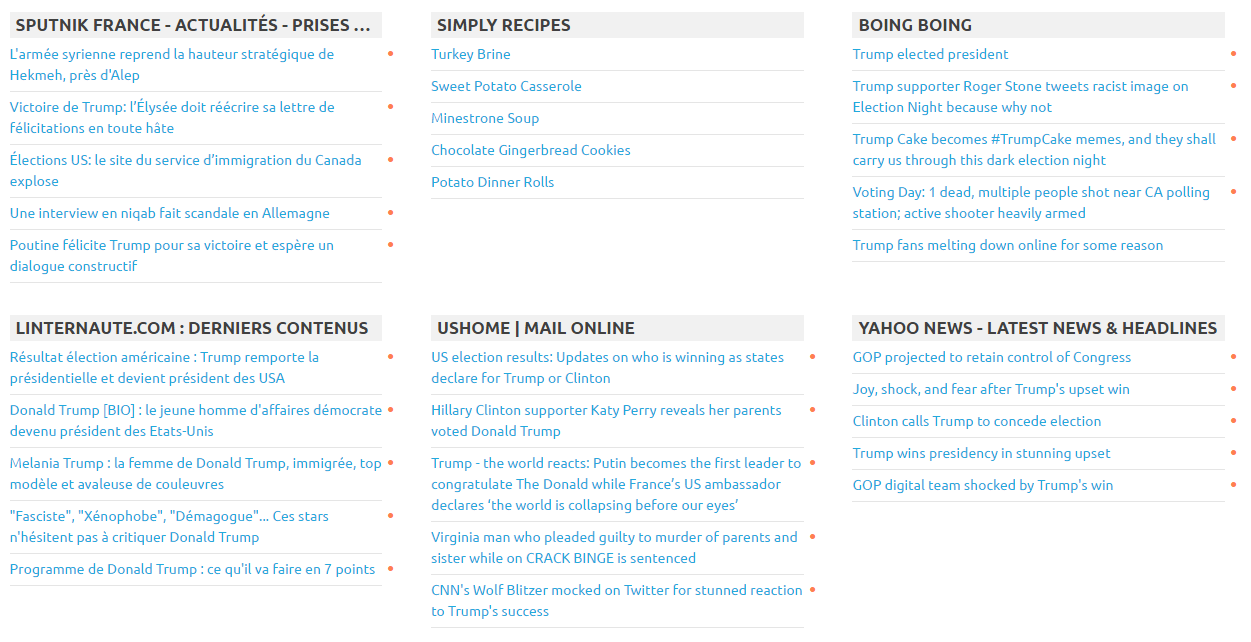 SPUTNIK FRANCE - ACTUALITÉS - PRISES ...
L'armée syrienne reprend la hauteur stratégique de
Hekmeh, près d'Alep
Victoire de Trump: l’Élysée doit réécrire sa lettre de
félicitations en toute hâte
Élections US: le site du service d’immigration du Canada
explose
Une interview en niqab fait scandale en Allemagne
Poutine félicite Trump pour sa victoire et espère un
dialogue constructif
SIMPLY RECIPES
Turkey Brine
Sweet Potato Casserole
Minestrone Soup
Chocolate Gingerbread Cookies
Potato Dinner Rolls
BOING BOING
Trump elected president
Trump supporter Roger Stone tweets racist image on
Election Night because why not
Trump Cake becomes #TrumpCake memes, and they shall
carry us through this dark election night
Voting Day: 1 dead, multiple people shot near CA polling
station; active shooter heavily armed
Trump fans melting down online for some reason
LINTERNAUTE.COM : DERNIERS CONTENUS
Résultat élection américaine : Trump remporte la
présidentielle et devient président des USA
Donald Trump [BIO] : le jeune homme d'affaires démocrate
devenu président des Etats-Unis
Melania Trump : la femme de Donald Trump, immigrée, top
modèle et avaleuse de couleuvres
"Fasciste", "Xénophobe", "Démagogue"... Ces stars
n'hésitent pas à critiquer Donald Trump
Programme de Donald Trump : ce qu'il va faire en 7 points
USHOME | MAIL ONLINE
US election results: Updates on who is winning as states
declare for Trump or Clinton
Hillary Clinton supporter Katy Perry reveals her parents
voted Donald Trump
Trump - the world reacts: Putin becomes the first leader to
congratulate The Donald while France’s US ambassador
declares ‘the world is collapsing before our eyes’
Virginia man who pleaded guilty to murder of parents and
sister while on CRACK BINGE is sentenced
CNN's Wolf Blitzer mocked on Twitter for stunned reaction
to Trump's success
YAHOO NEWS - LATEST NEWS & HEADLINES
GOP projected to retain control of Congress
Joy, shock, and fear after Trump's upset win
Clinton calls Trump to concede election
Trump wins presidency in stunning upset
GOP digital team shocked by Trump's win